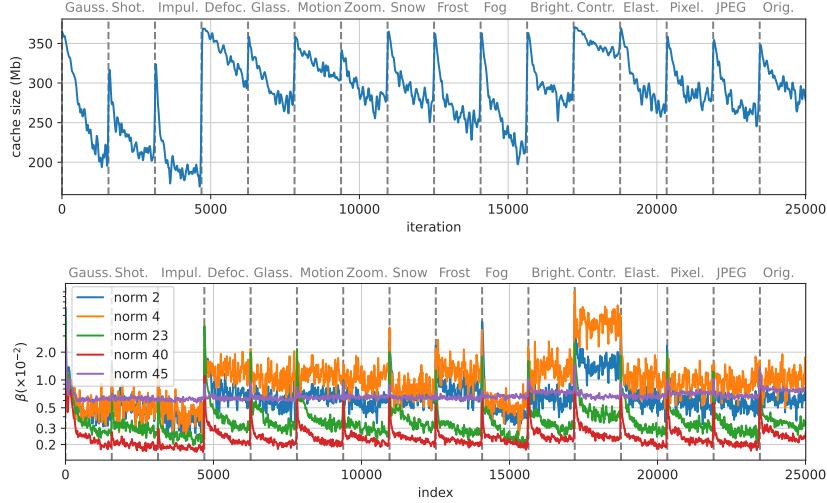 Gauss. Shot. Impul. Defoc. Glass. Motion Zoom. Snow Frost Fog Bright. Contr. Elast. Pixel. JPEG Orig.
350
300
250
200
cache size (Mb)
0 5000 10000 15000 20000 25000
iteration
Gauss. Shot. Impul. Defoc. Glass. Motion Zoom. Snow Frost Fog Bright. Contr. Elast. Pixel. JPEG Orig.
norm 2
norm 4
norm 23
norm 40
norm 45
2.0
1.0
0.5
0.3
0.2
β(×10⁻²)
0 5000 10000 15000 20000 25000
index